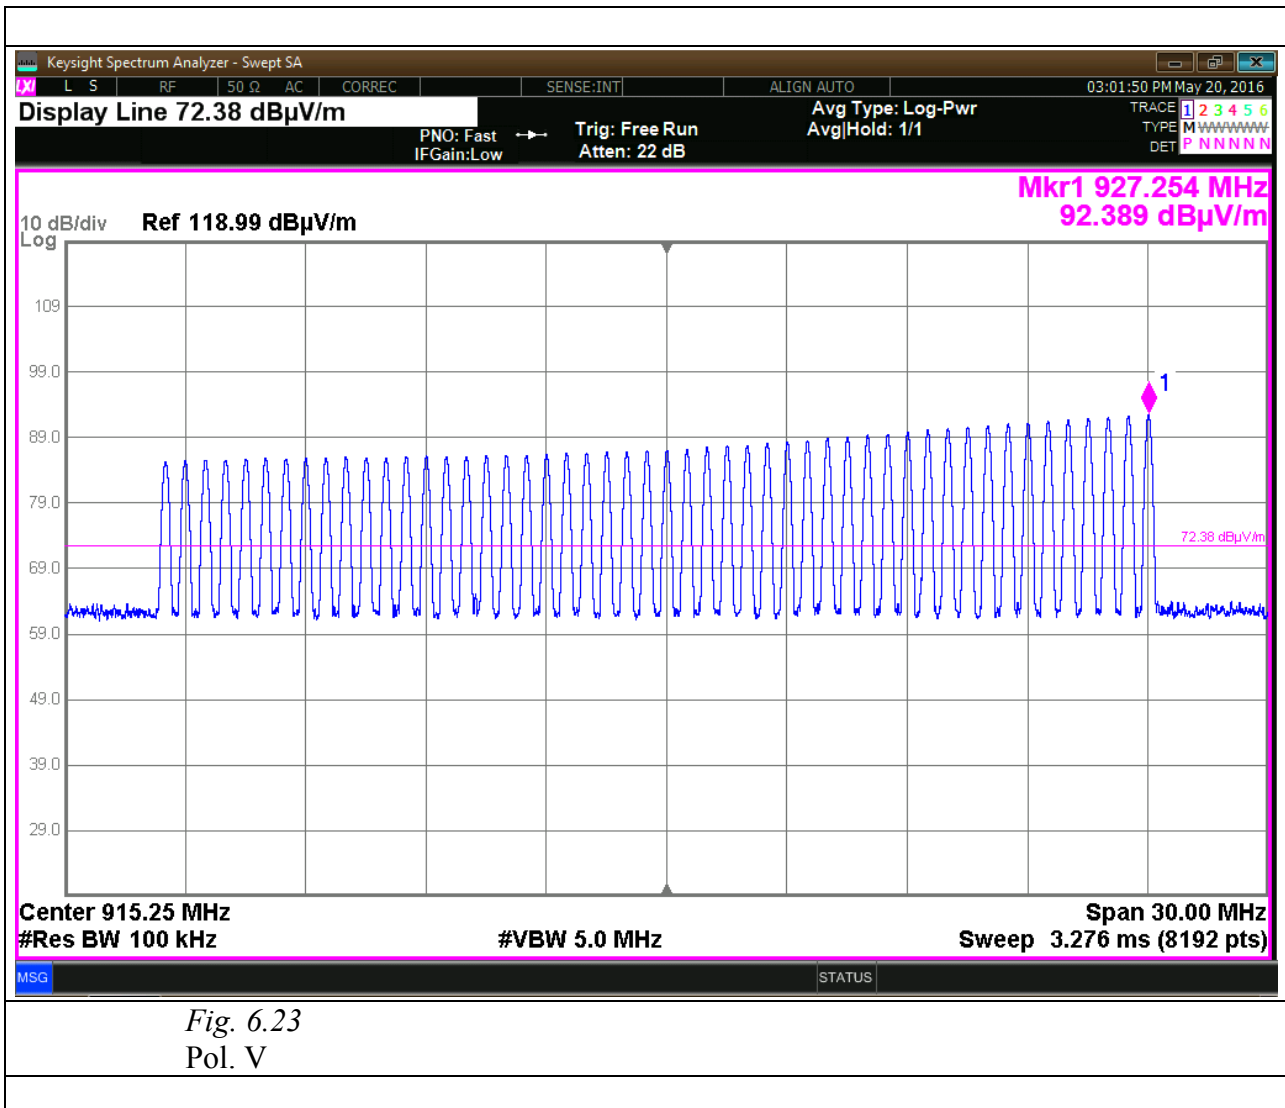 Keysight Spectrum Analyzer - Swept SA
LXI L S RF 50 Ω AC CORREC SENSE:INT ALIGN AUTO 03:01:50 PM May 20, 2016
Display Line 72.38 dBµV/m
PNO: Fast
IFGain:Low
Trig: Free Run
Atten: 22 dB
Avg Type: Log-Pwr
Avg|Hold: 1/1
TRACE 1 2 3 4 5 6
TYPE M WWWWW
DET P N N N N N
Mkr1 927.254 MHz
92.389 dBµV/m
10 dB/div Ref 118.99 dBµV/m
Log
109
99.0
1
89.0
79.0
72.38 dBµV/m
69.0
59.0
49.0
39.0
29.0
Center 915.25 MHz Span 30.00 MHz
#Res BW 100 kHz #VBW 5.0 MHz Sweep 3.276 ms (8192 pts)
MSG STATUS
Fig. 6.23
Pol. V